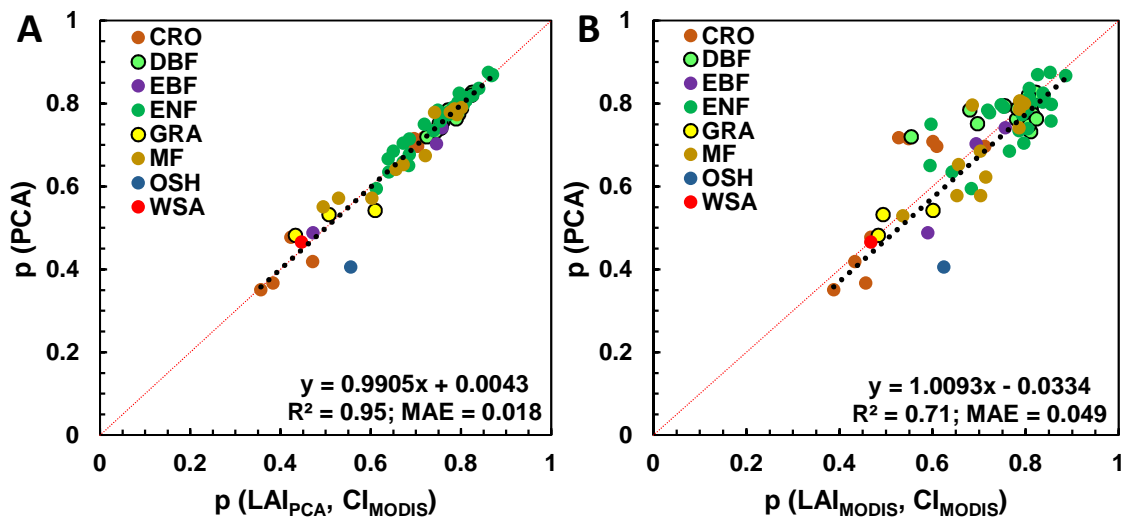 A
CRO
DBF
EBF
ENF
GRA
MF
OSH
WSA
1
0.8
0.6
0.4
0.2
0
p (PCA)
y = 0.9905x + 0.0043
R² = 0.95; MAE = 0.018
0 0.2 0.4 0.6 0.8 1
p (LAI_PCA, CI_MODIS)
B
CRO
DBF
EBF
ENF
GRA
MF
OSH
WSA
1
0.8
0.6
0.4
0.2
0
p (PCA)
y = 1.0093x - 0.0334
R² = 0.71; MAE = 0.049
0 0.2 0.4 0.6 0.8 1
p (LAI_MODIS, CI_MODIS)